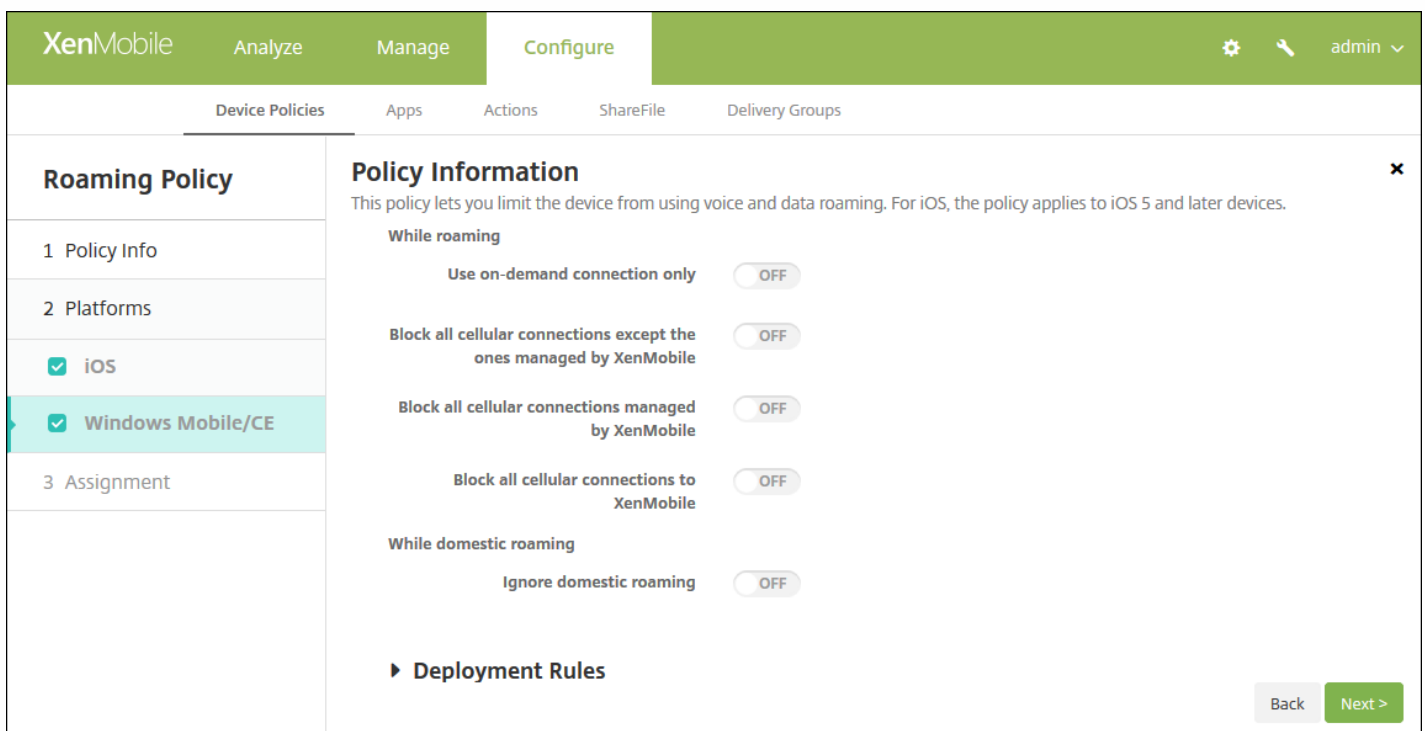 XenMobile Analyze Manage Configure admin
Device Policies Apps Actions ShareFile Delivery Groups
Roaming Policy
1 Policy Info
2 Platforms
iOS
Windows Mobile/CE
3 Assignment
Policy Information
This policy lets you limit the device from using voice and data roaming. For iOS, the policy applies to iOS 5 and later devices.
While roaming
Use on-demand connection only OFF
Block all cellular connections except the
ones managed by XenMobile OFF
Block all cellular connections managed
by XenMobile OFF
Block all cellular connections to
XenMobile OFF
While domestic roaming
Ignore domestic roaming OFF
Deployment Rules
Back Next >